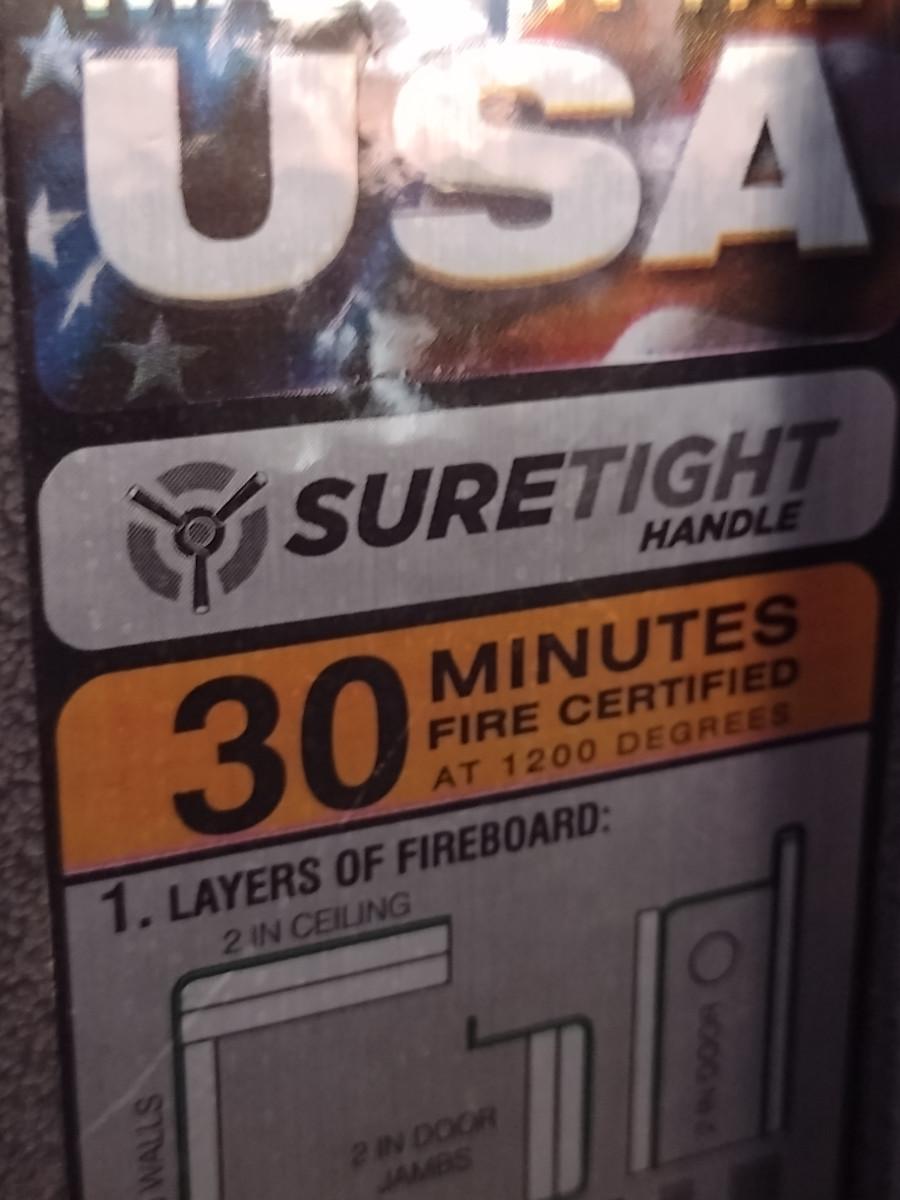 USA
SURETIGHT
HANDLE
30 MINUTES
FIRE CERTIFIED
AT 1200 DEGREES
1. LAYERS OF FIREBOARD:
2 IN CEILING
2 IN DOOR
JAMBS
WALLS
2 IN DOOR